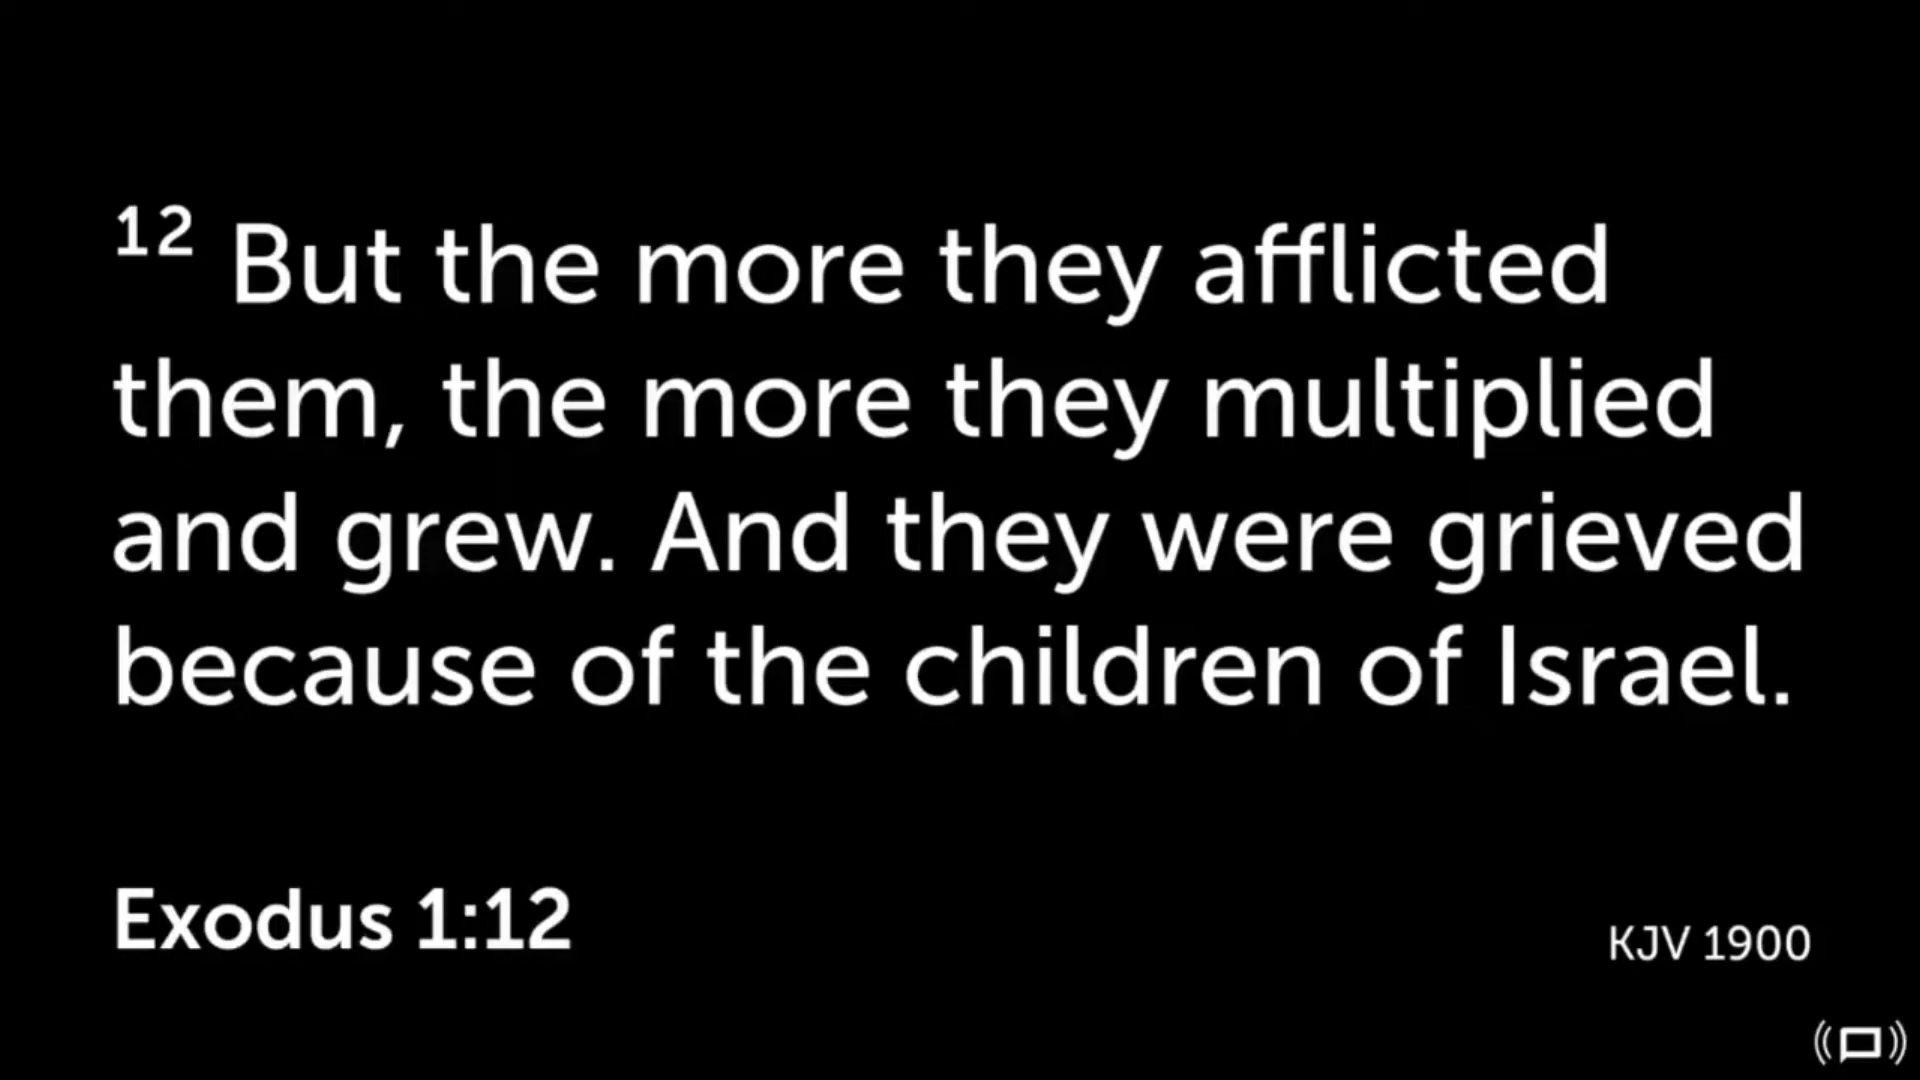 12 But the more they afflicted
them, the more they multiplied
and grew. And they were grieved
because of the children of Israel.
Exodus 1:12
KJV 1900